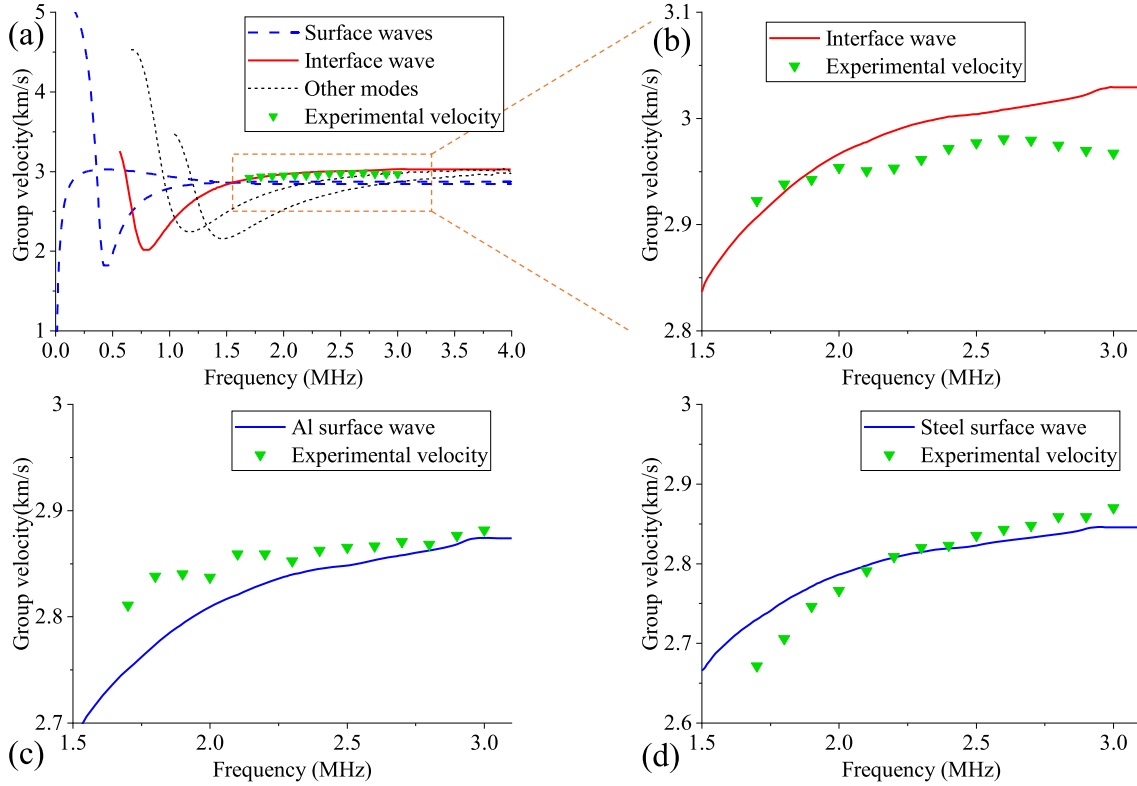 (a)
Group velocity(km/s)
5
4
3
2
1
0.0 0.5 1.0 1.5 2.0 2.5 3.0 3.5 4.0
Frequency (MHz)
Surface waves
Interface wave
Other modes
Experimental velocity
(b)
Group velocity(km/s)
3.1
3
2.9
2.8
1.5 2.0 2.5 3.0
Frequency (MHz)
Interface wave
Experimental velocity
(c)
Group velocity(km/s)
3
2.9
2.8
2.7
1.5 2.0 2.5 3.0
Frequency (MHz)
Al surface wave
Experimental velocity
(d)
Group velocity(km/s)
3
2.9
2.8
2.7
2.6
1.5 2.0 2.5 3.0
Frequency (MHz)
Steel surface wave
Experimental velocity